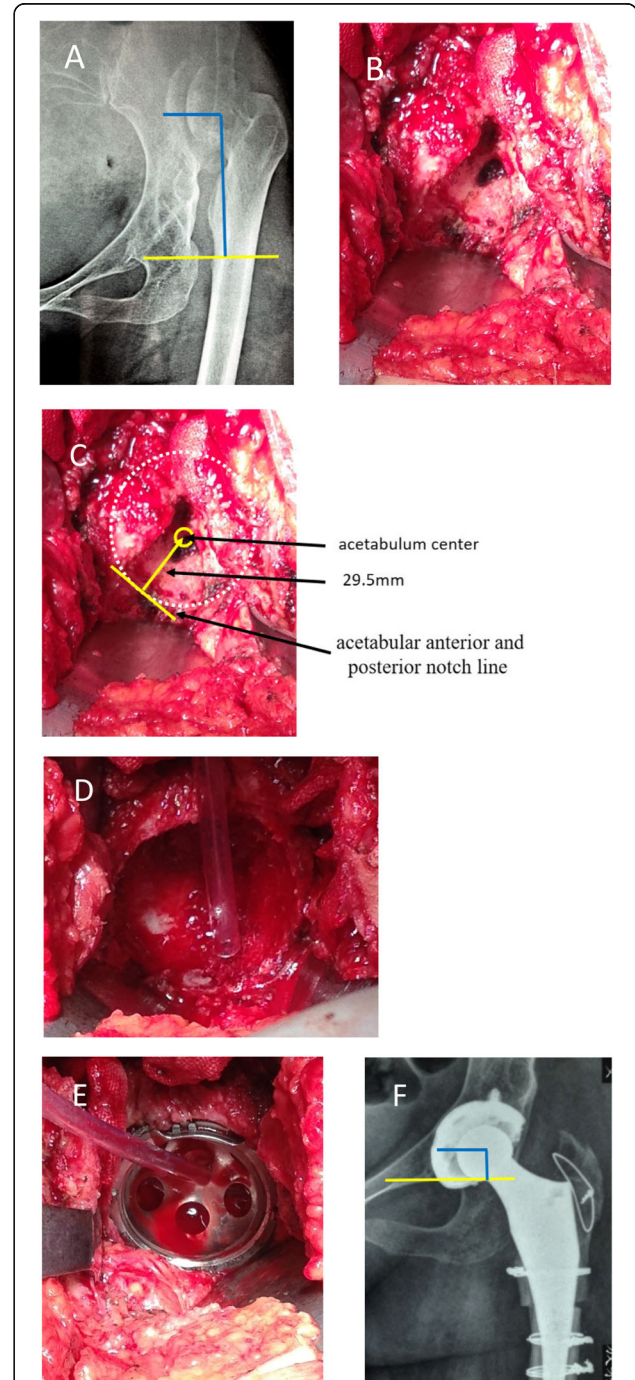 A
B
C
acetabulum center
29.5mm
acetabular anterior and
posterior notch line
D
E
F